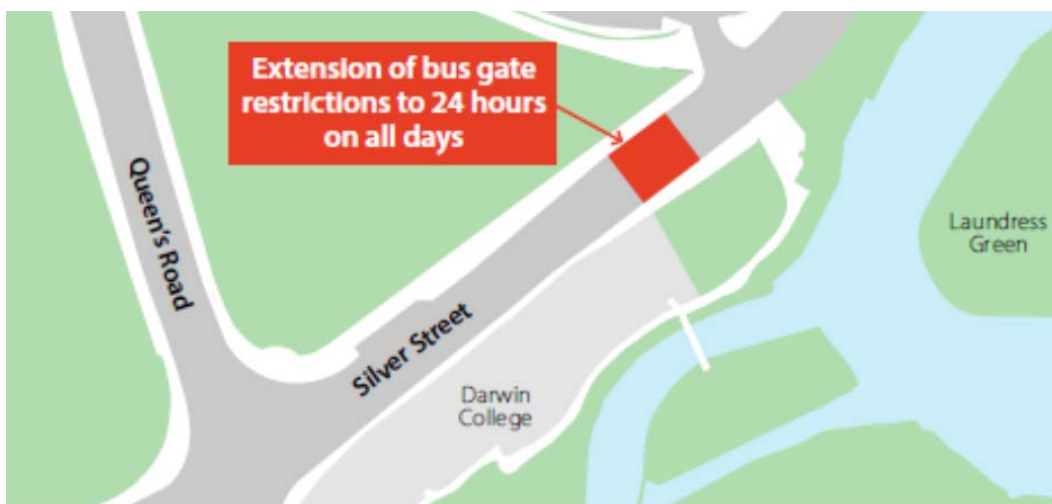 Extension of bus gate
restrictions to 24 hours
on all days
Queen's Road
Silver Street
Laundress
Green
Darwin
College